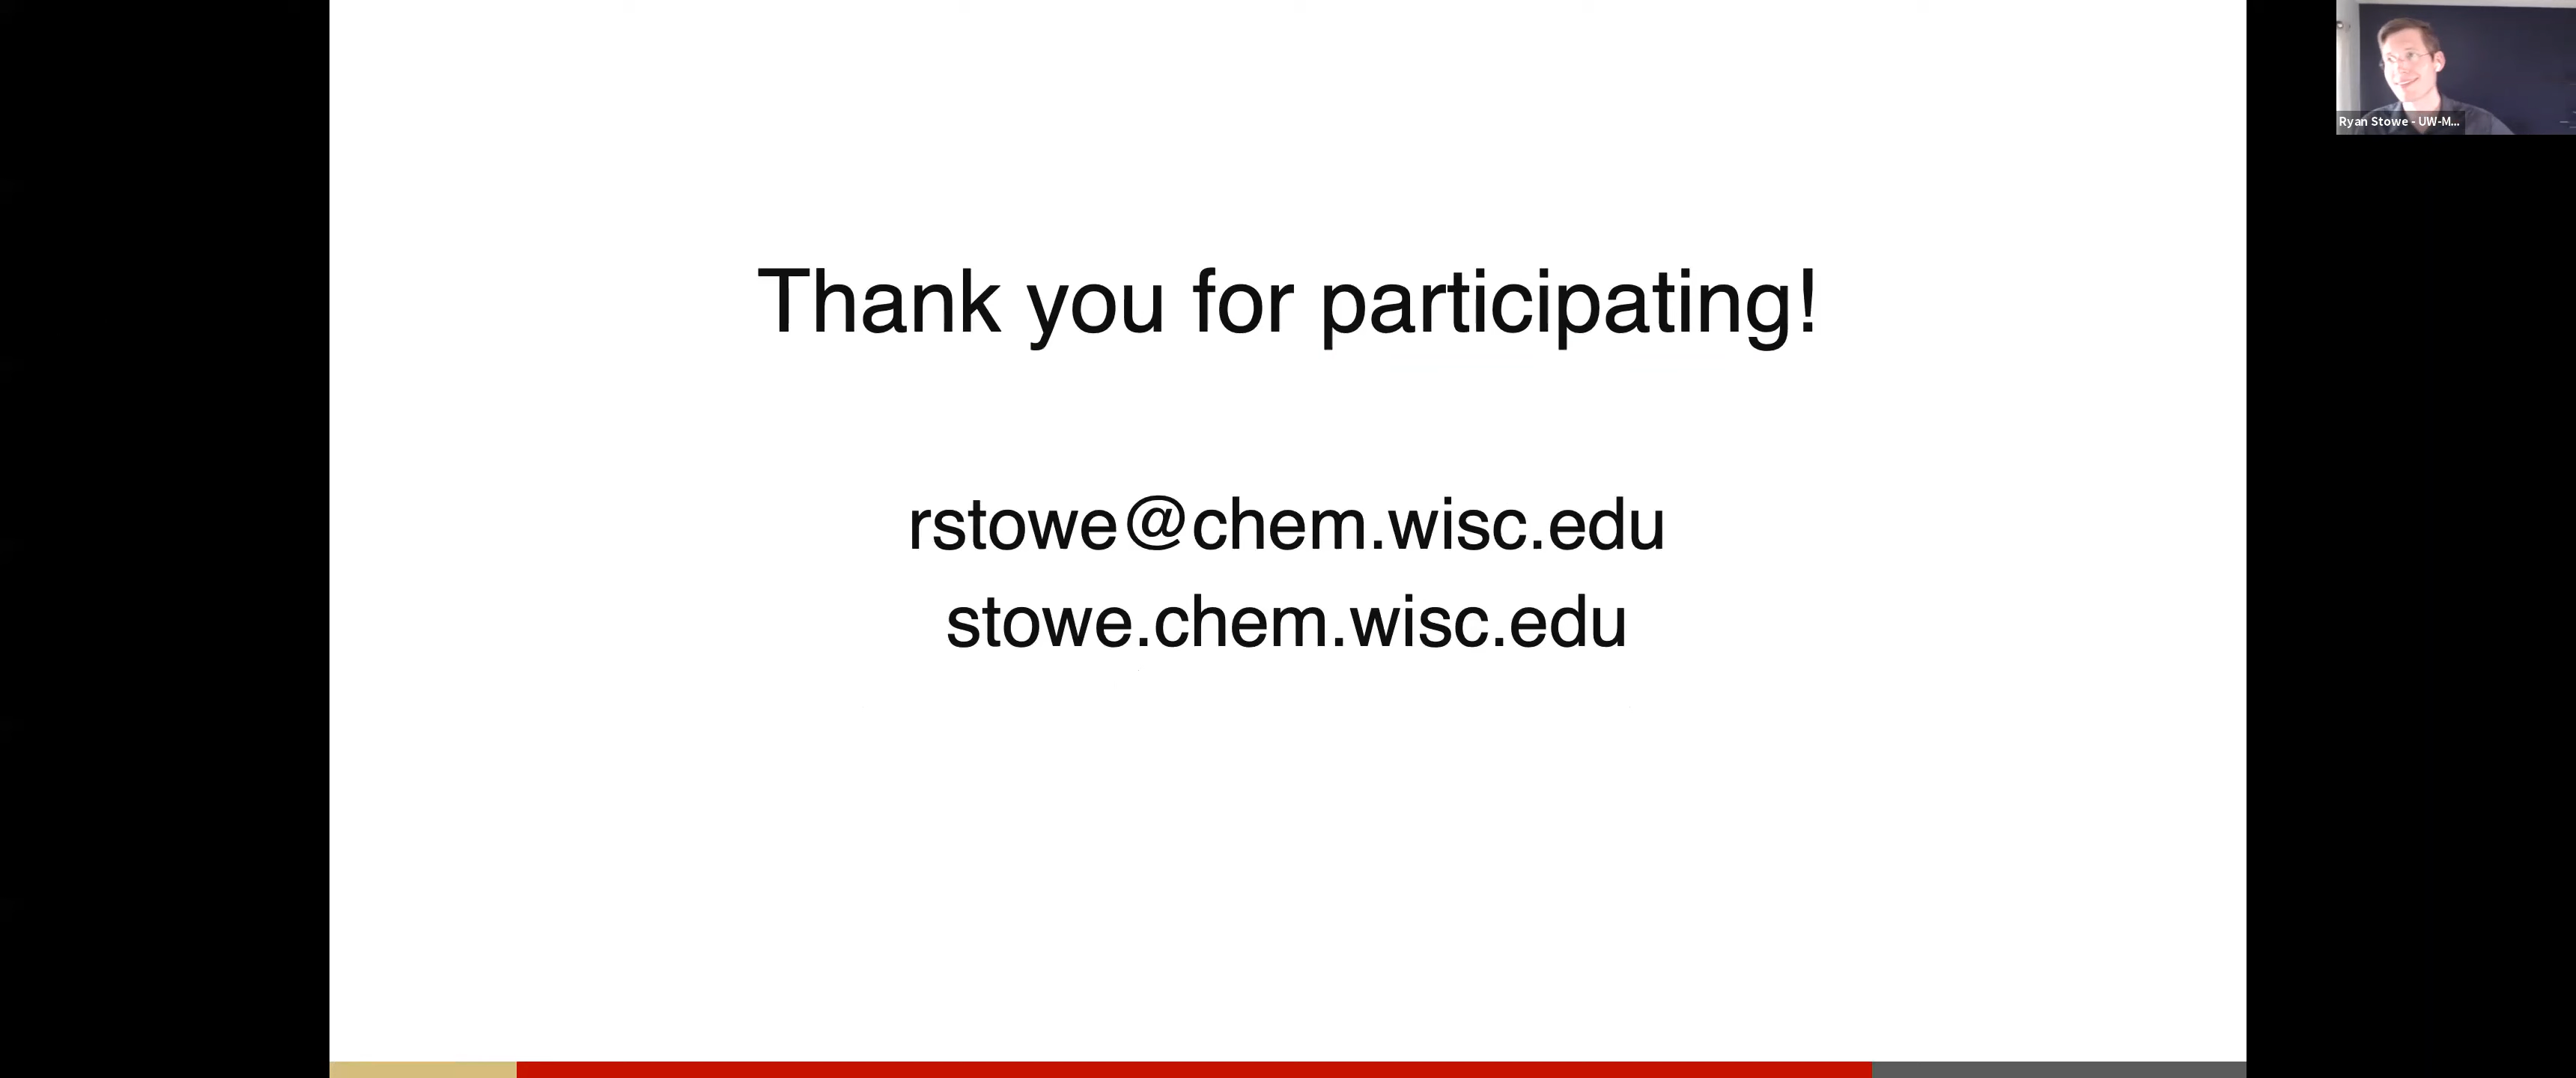 Ryan Stowe - UW-M...
Thank you for participating!
rstowe@chem.wisc.edu
stowe.chem.wisc.edu